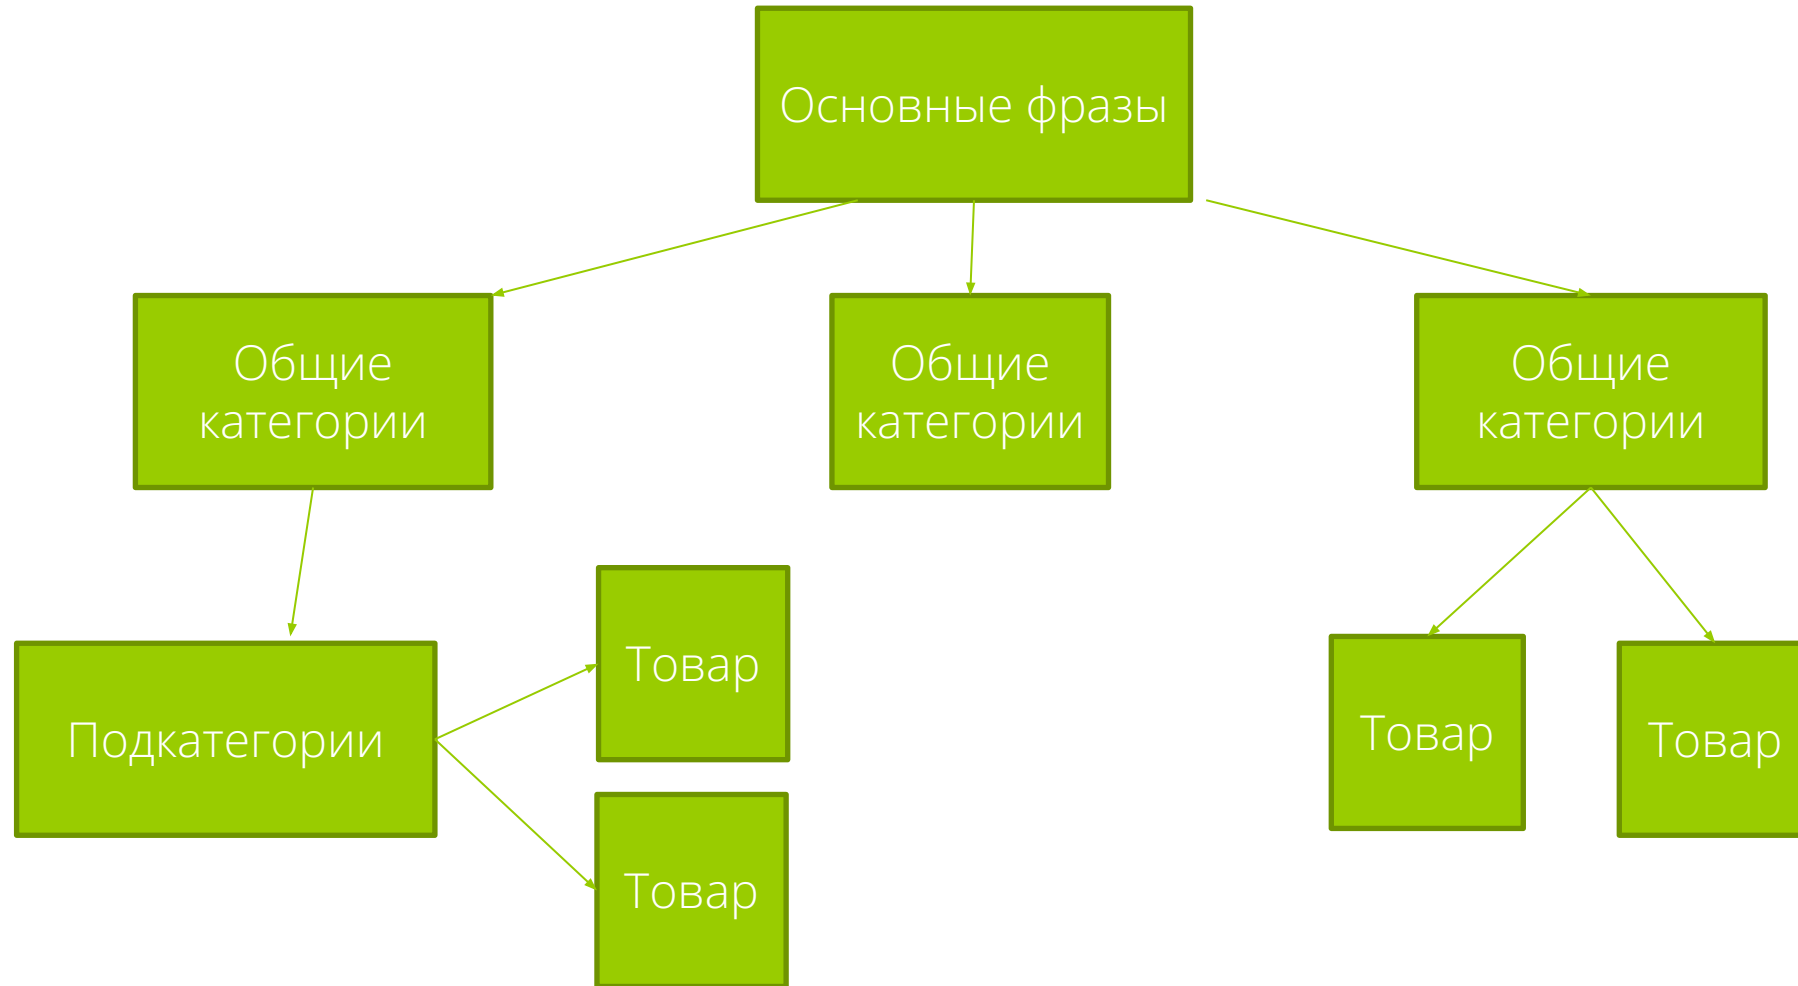 Основные фразы
Общие
категории
Общие
категории
Общие
категории
Товар
Подкатегории
Товар
Товар
Товар